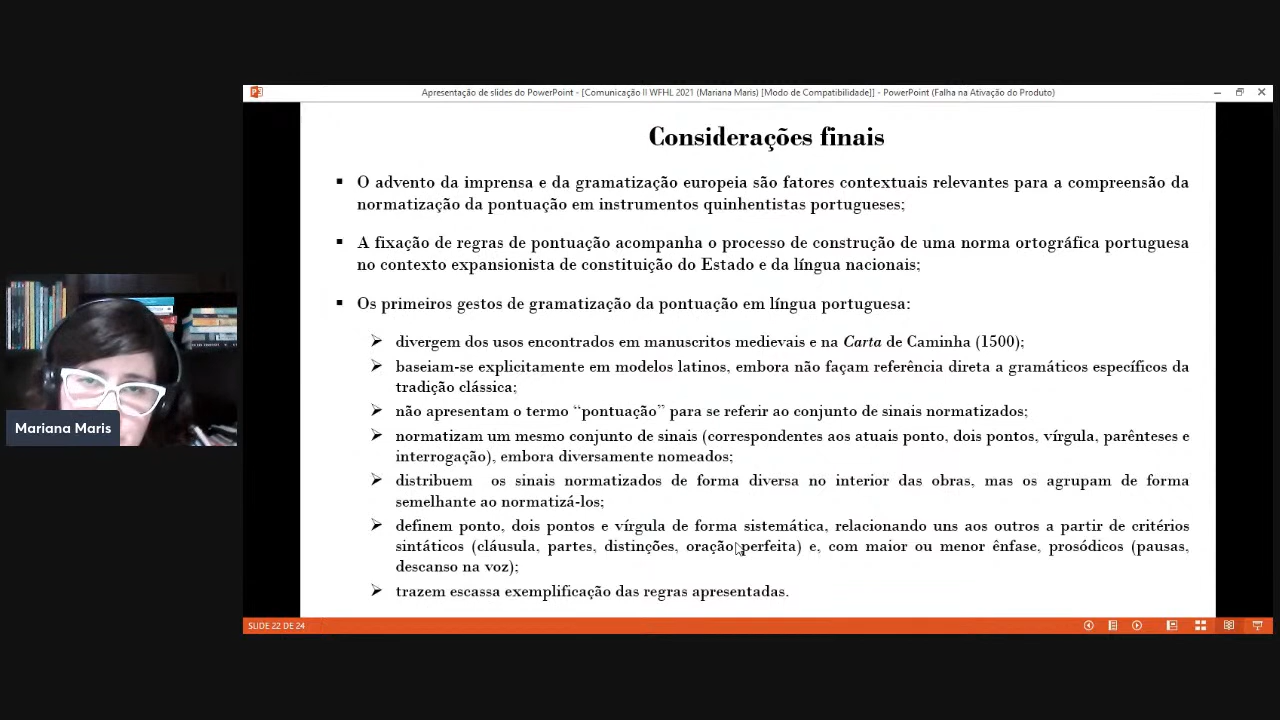 Apresentação de slides do PowerPoint - [Comunicação II WFHL 2021 (Mariana Maris) [Modo de Compatibilidade]] - PowerPoint (Falha na Ativação do Produto)
Considerações finais
▪ O advento da imprensa e da gramatização europeia são fatores contextuais relevantes para a compreensão da
normatização da pontuação em instrumentos quinhentistas portugueses;
▪ A fixação de regras de pontuação acompanha o processo de construção de uma norma ortográfica portuguesa
no contexto expansionista de constituição do Estado e da língua nacionais;
▪ Os primeiros gestos de gramatização da pontuação em língua portuguesa:
➢ divergem dos usos encontrados em manuscritos medievais e na Carta de Caminha (1500);
➢ baseiam-se explicitamente em modelos latinos, embora não façam referência direta a gramáticos específicos da
tradição clássica;
➢ não apresentam o termo “pontuação” para se referir ao conjunto de sinais normatizados;
➢ normatizam um mesmo conjunto de sinais (correspondentes aos atuais ponto, dois pontos, vírgula, parênteses e
interrogação), embora diversamente nomeados;
➢ distribuem os sinais normatizados de forma diversa no interior das obras, mas os agrupam de forma
semelhante ao normatizá-los;
➢ definem ponto, dois pontos e vírgula de forma sistemática, relacionando uns aos outros a partir de critérios
sintáticos (cláusula, partes, distinções, oração perfeita) e, com maior ou menor ênfase, prosódicos (pausas,
descanso na voz);
➢ trazem escassa exemplificação das regras apresentadas.
Mariana Maris
SLIDE 22 DE 24